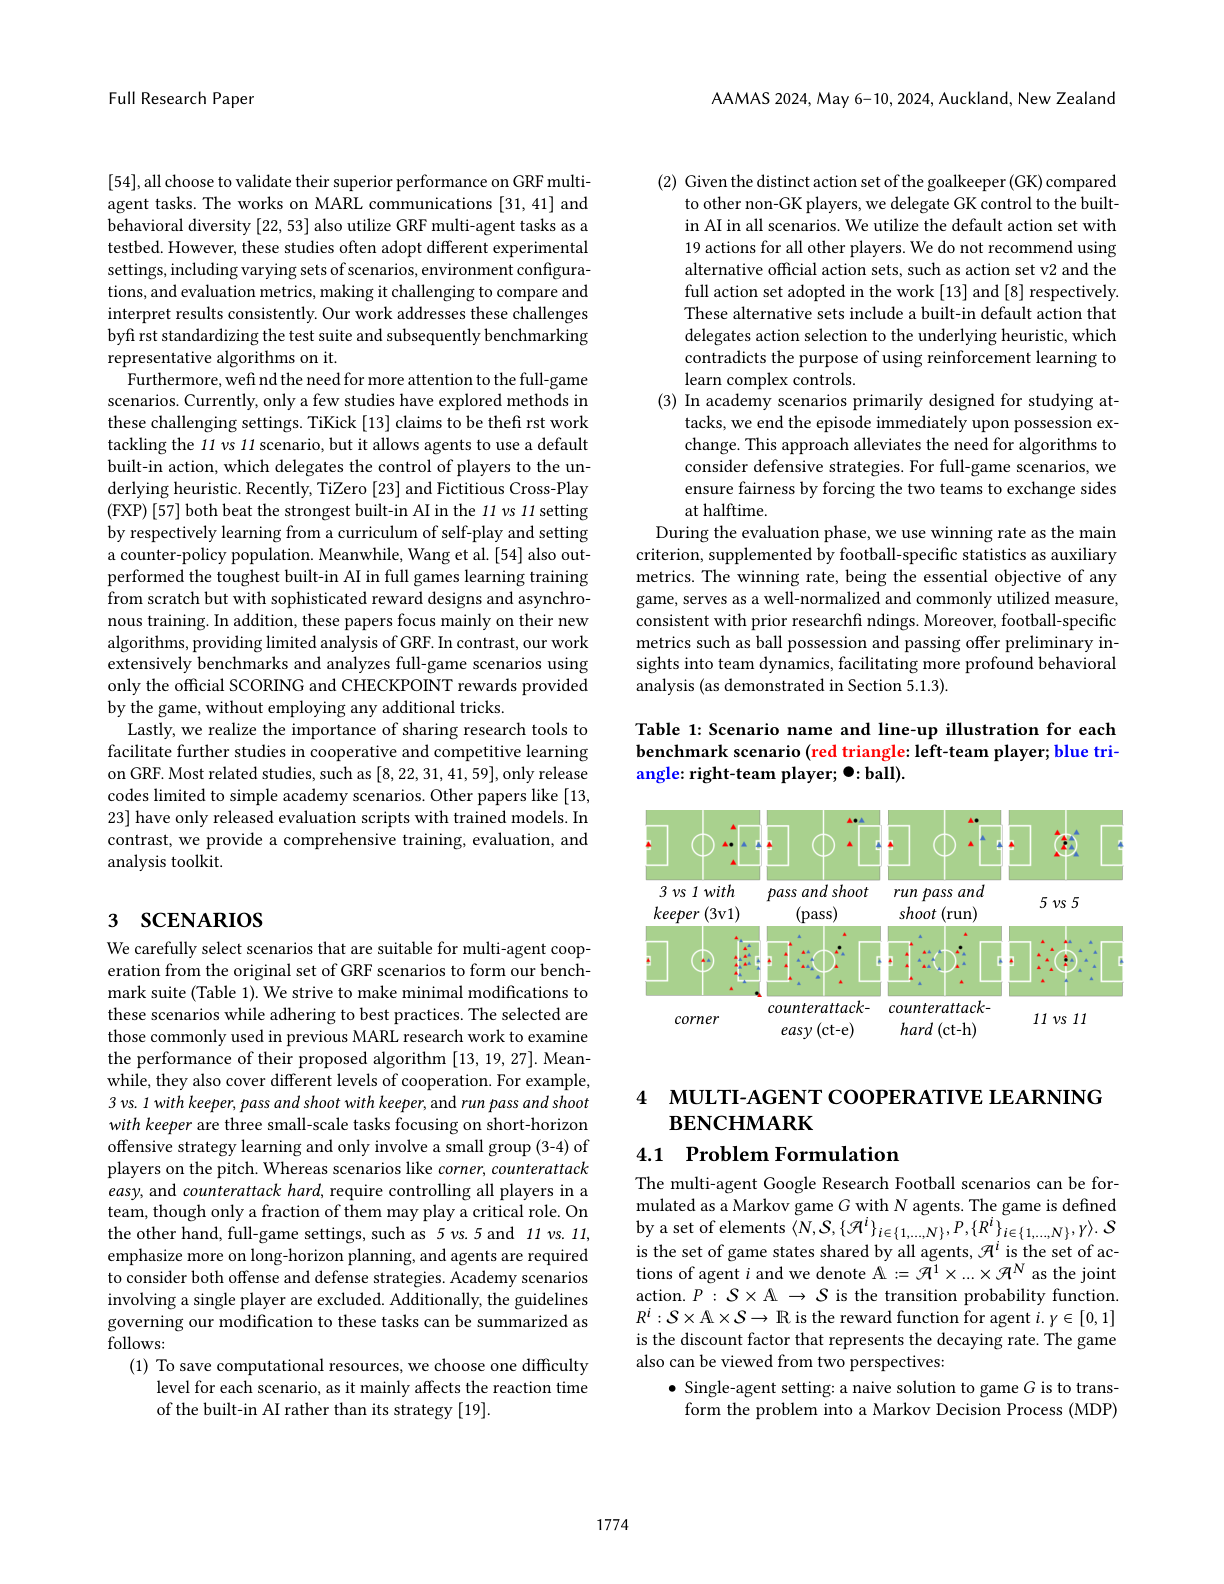 Full Research Paper
AAMAS 2024, May 6–10, 2024, Auckland, New Zealand
[54], all choose to validate their superior performance on GRF multi-
agent tasks. The works on MARL communications [31, 41] and
behavioral diversity [22, 53] also utilize GRF multi-agent tasks as a
testbed. However, these studies often adopt different experimental
settings, including varying sets of scenarios, environment configura-
tions, and evaluation metrics, making it challenging to compare and
interpret results consistently. Our work addresses these challenges
byfi rst standardizing the test suite and subsequently benchmarking
representative algorithms on it.
Furthermore, wefi nd the need for more attention to the full-game
scenarios. Currently, only a few studies have explored methods in
these challenging settings. TiKick [13] claims to be thefi rst work
tackling the 11 vs 11 scenario, but it allows agents to use a default
built-in action, which delegates the control of players to the un-
derlying heuristic. Recently, TiZero [23] and Fictitious Cross-Play
(FXP) [57] both beat the strongest built-in AI in the 11 vs 11 setting
by respectively learning from a curriculum of self-play and setting
a counter-policy population. Meanwhile, Wang et al. [54] also out-
performed the toughest built-in AI in full games learning training
from scratch but with sophisticated reward designs and asynchro-
nous training. In addition, these papers focus mainly on their new
algorithms, providing limited analysis of GRF. In contrast, our work
extensively benchmarks and analyzes full-game scenarios using
only the official SCORING and CHECKPOINT rewards provided
by the game, without employing any additional tricks.
Lastly, we realize the importance of sharing research tools to
facilitate further studies in cooperative and competitive learning
on GRF. Most related studies, such as [8, 22, 31, 41, 59], only release
codes limited to simple academy scenarios. Other papers like [13,
23] have only released evaluation scripts with trained models. In
contrast, we provide a comprehensive training, evaluation, and
analysis toolkit.
3 SCENARIOS
We carefully select scenarios that are suitable for multi-agent coop-
eration from the original set of GRF scenarios to form our bench-
mark suite (Table 1). We strive to make minimal modifications to
these scenarios while adhering to best practices. The selected are
those commonly used in previous MARL research work to examine
the performance of their proposed algorithm [13, 19, 27]. Mean-
while, they also cover different levels of cooperation. For example,
3 vs. 1 with keeper, pass and shoot with keeper, and run pass and shoot
with keeper are three small-scale tasks focusing on short-horizon
offensive strategy learning and only involve a small group (3-4) of
players on the pitch. Whereas scenarios like corner, counterattack
easy, and counterattack hard, require controlling all players in a
team, though only a fraction of them may play a critical role. On
the other hand, full-game settings, such as 5 vs. 5 and 11 vs. 11,
emphasize more on long-horizon planning, and agents are required
to consider both offense and defense strategies. Academy scenarios
involving a single player are excluded. Additionally, the guidelines
governing our modification to these tasks can be summarized as
follows:
(1) To save computational resources, we choose one difficulty
level for each scenario, as it mainly affects the reaction time
of the built-in AI rather than its strategy [19].
(2) Given the distinct action set of the goalkeeper (GK) compared
to other non-GK players, we delegate GK control to the built-
in AI in all scenarios. We utilize the default action set with
19 actions for all other players. We do not recommend using
alternative official action sets, such as action set v2 and the
full action set adopted in the work [13] and [8] respectively.
These alternative sets include a built-in default action that
delegates action selection to the underlying heuristic, which
contradicts the purpose of using reinforcement learning to
learn complex controls.
(3) In academy scenarios primarily designed for studying at-
tacks, we end the episode immediately upon possession ex-
change. This approach alleviates the need for algorithms to
consider defensive strategies. For full-game scenarios, we
ensure fairness by forcing the two teams to exchange sides
at halftime.
During the evaluation phase, we use winning rate as the main
criterion, supplemented by football-specific statistics as auxiliary
metrics. The winning rate, being the essential objective of any
game, serves as a well-normalized and commonly utilized measure,
consistent with prior researchfi ndings. Moreover, football-specific
metrics such as ball possession and passing offer preliminary in-
sights into team dynamics, facilitating more profound behavioral
analysis (as demonstrated in Section 5.1.3).
Table 1: Scenario name and line-up illustration for each
benchmark scenario (red triangle: left-team player; blue tri-
angle: right-team player; ●: ball).
3 vs 1 with
keeper (3v1)
pass and shoot
(pass)
run pass and
shoot (run)
5 vs 5
corner
counterattack-
easy (ct-e)
counterattack-
hard (ct-h)
11 vs 11
4 MULTI-AGENT COOPERATIVE LEARNING
BENCHMARK
4.1 Problem Formulation
The multi-agent Google Research Football scenarios can be for-
mulated as a Markov game G with N agents. The game is defined
by a set of elements ⟨N, 𝒮, {𝒜^i}_{i∈{1,...,N}}, P, {R^i}_{i∈{1,...,N}}, γ⟩. 𝒮
is the set of game states shared by all agents, 𝒜^i is the set of ac-
tions of agent i and we denote 𝔸 := 𝒜^1 × ... × 𝒜^N as the joint
action. P : 𝒮 × 𝔸 → 𝒮 is the transition probability function.
R^i : 𝒮 × 𝔸 × 𝒮 → ℝ is the reward function for agent i. γ ∈ [0, 1]
is the discount factor that represents the decaying rate. The game
also can be viewed from two perspectives:
• Single-agent setting: a naive solution to game G is to trans-
form the problem into a Markov Decision Process (MDP)
1774